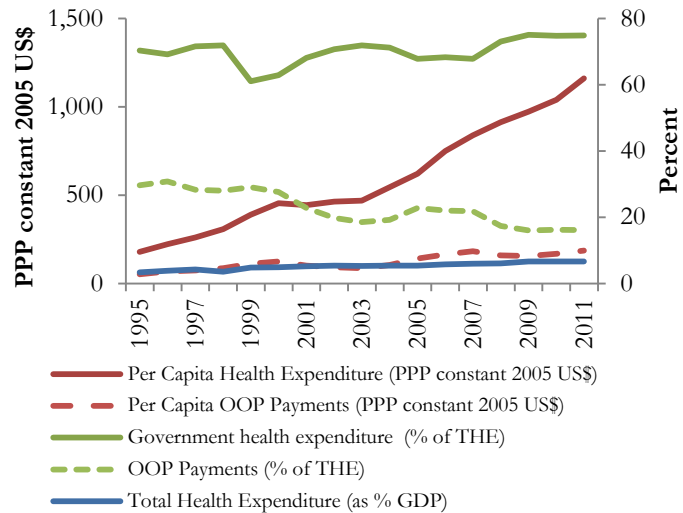 PPP constant 2005 US$
1,500
1,000
500
0
80
60
40
20
0
Percent
1995
1997
1999
2001
2003
2005
2007
2009
2011
Per Capita Health Expenditure (PPP constant 2005 US$)
Per Capita OOP Payments (PPP constant 2005 US$)
Government health expenditure (% of THE)
OOP Payments (% of THE)
Total Health Expenditure (as % GDP)